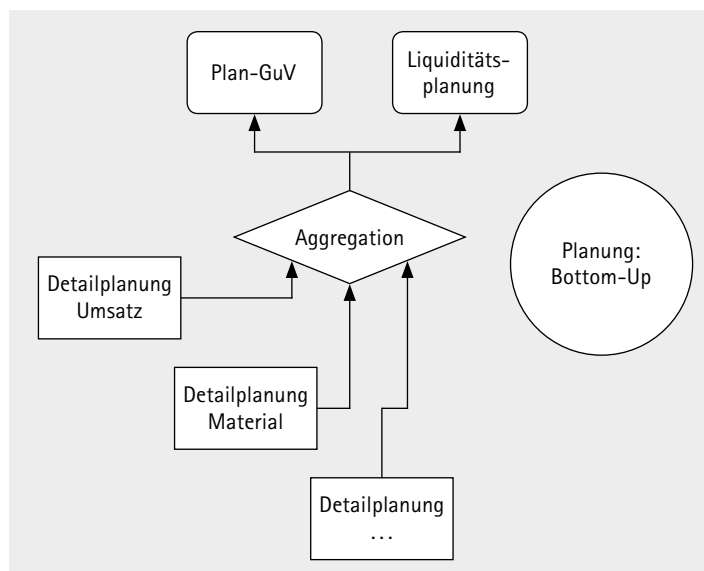 Plan-GuV
Liquiditäts-
planung
Aggregation
Planung:
Bottom-Up
Detailplanung
Umsatz
Detailplanung
Material
Detailplanung
...